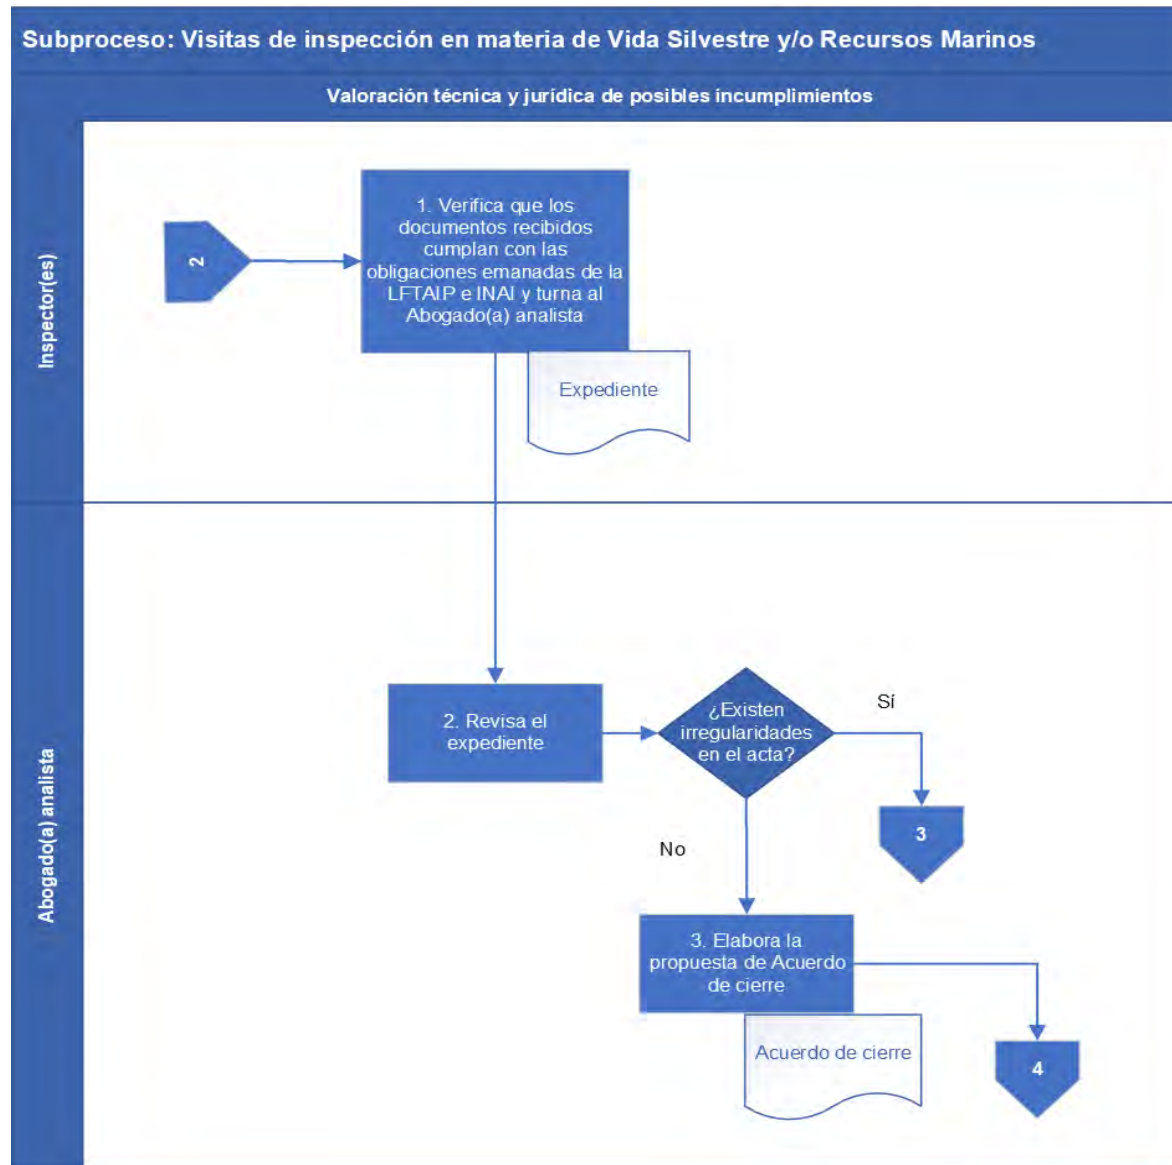 Subproceso: Visitas de inspección en materia de Vida Silvestre y/o Recursos Marinos
Valoración técnica y jurídica de posibles incumplimientos
Inspector(es)
2
1. Verifica que los
documentos recibidos
cumplan con las
obligaciones emanadas de la
LFTAIP e INAI y turna al
Abogado(a) analista
Expediente
Abogado(a) analista
2. Revisa el
expediente
¿Existen
irregularidades
en el acta?
Sí
3
No
3. Elabora la
propuesta de Acuerdo
de cierre
Acuerdo de cierre
4